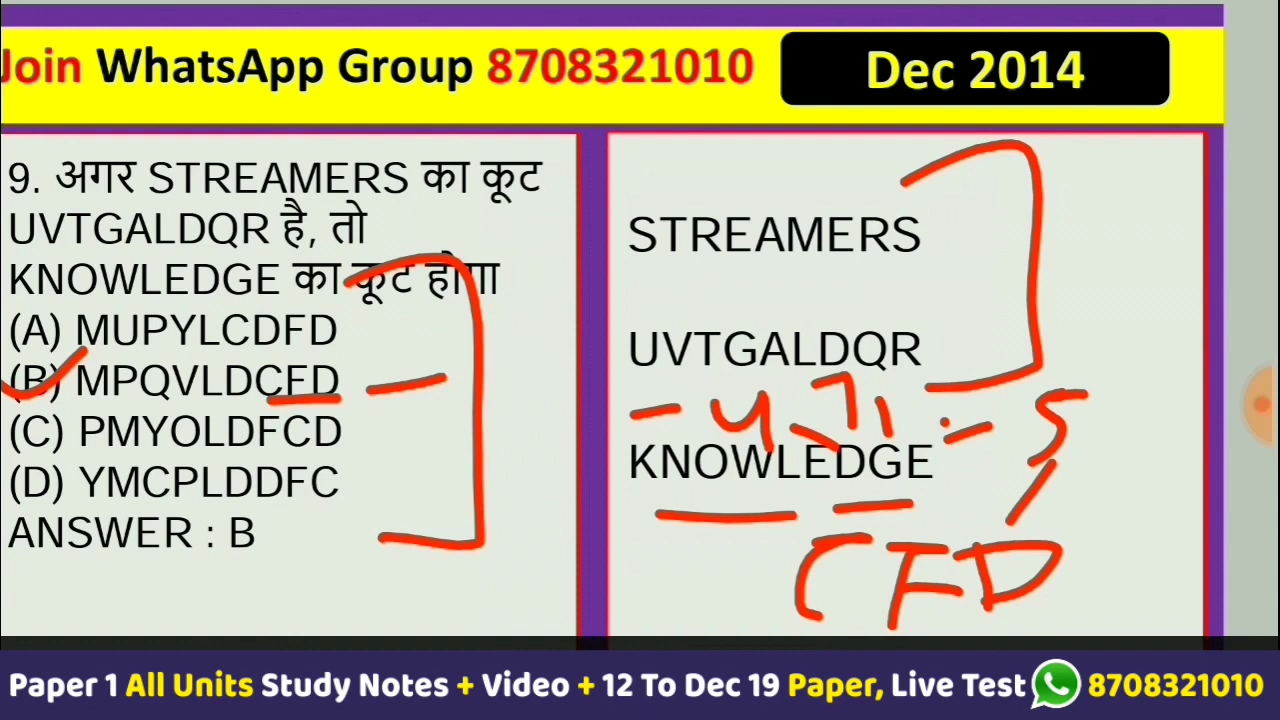 Join WhatsApp Group 8708321010
Dec 2014
9. अगर STREAMERS का कूट
UVTGALDQR है, तो
KNOWLEDGE का कूट होगा
(A) MUPYLCDFD
(B) MPQVLDCFD
(C) PMYOLDFCD
(D) YMCPLDDFC
ANSWER : B
STREAMERS
UVTGALDQR
KNOWLEDGE
CFD
Paper 1 All Units Study Notes + Video + 12 To Dec 19 Paper, Live Test 8708321010